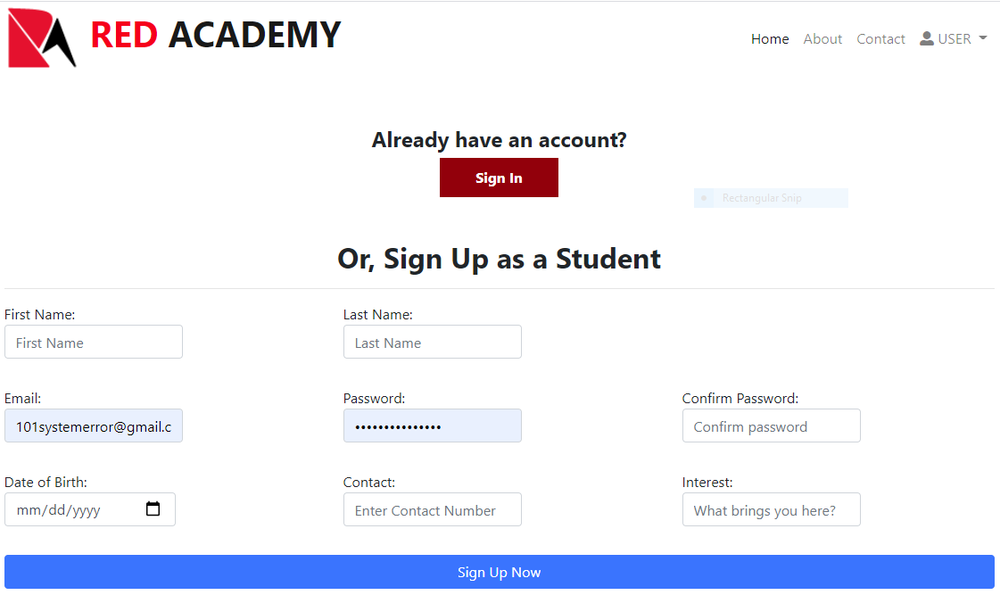 RED ACADEMY
Home About Contact USER
Already have an account?
Sign In
Rectangular Snip
Or, Sign Up as a Student
First Name: Last Name:
First Name Last Name
Email: Password: Confirm Password:
101systemerror@gmail.c ••••••••••••••• Confirm password
Date of Birth: Contact: Interest:
mm/dd/yyyy Enter Contact Number What brings you here?
Sign Up Now